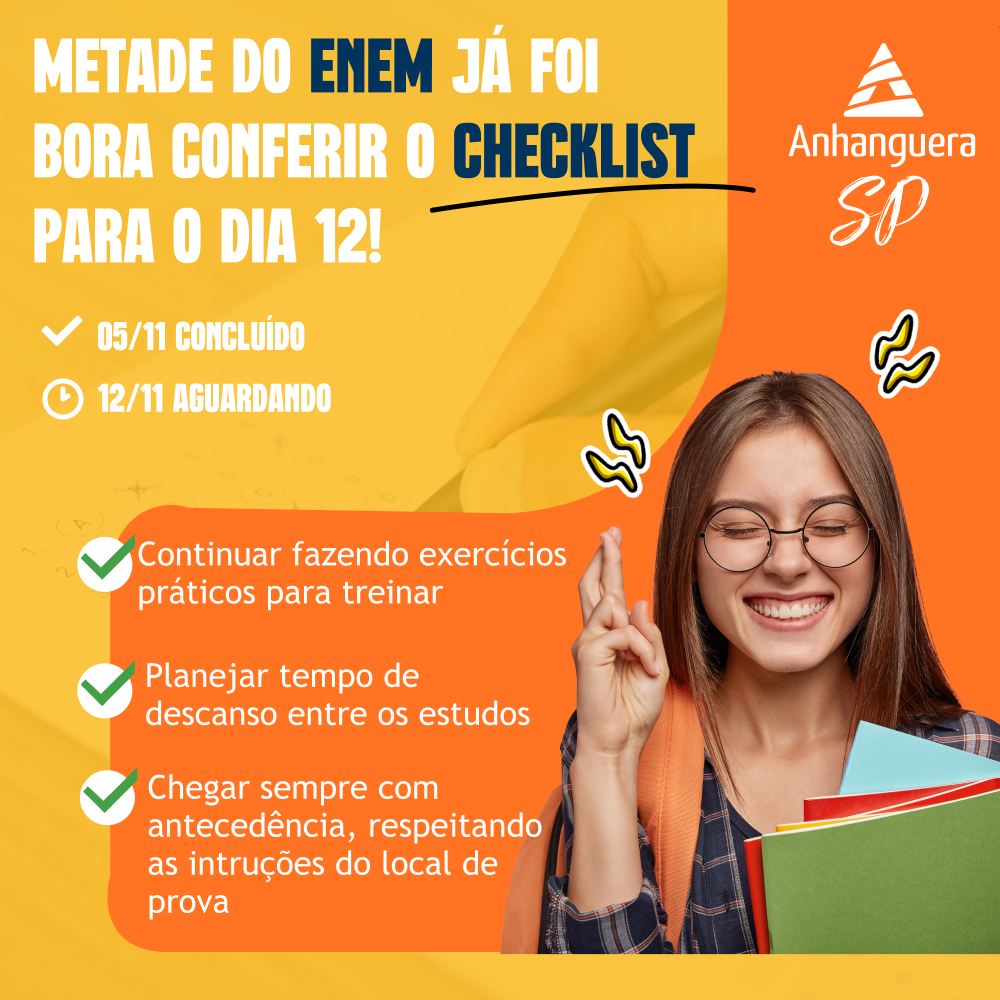 METADE DO ENEM JÁ FOI
BORA CONFERIR O CHECKLIST
PARA O DIA 12!
Anhanguera
SP
05/11 CONCLUÍDO
12/11 AGUARDANDO
Continuar fazendo exercícios
práticos para treinar
Planejar tempo de
descanso entre os estudos
Chegar sempre com
antecedência, respeitando
as intruções do local de
prova